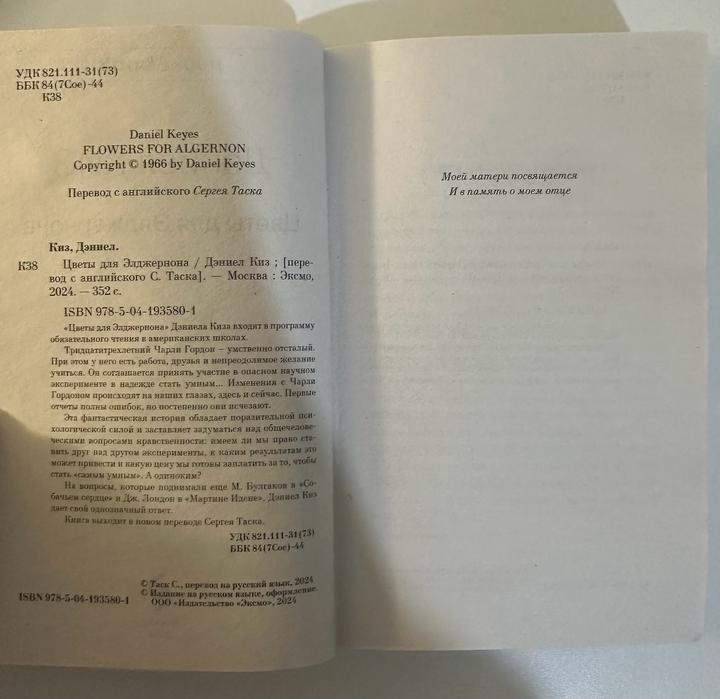 УДК 821.111-31(73)
ББК 84(7Сое)-44
К38
Daniel Keyes
FLOWERS FOR ALGERNON
Copyright © 1966 by Daniel Keyes
Перевод с английского Сергея Таска
Киз, Дэниел.
К38 Цветы для Элджернона / Дэниел Киз ; [пере-
вод с английского С. Таска]. — Москва : Эксмо,
2024. — 352 с.
ISBN 978-5-04-193580-1
«Цветы для Элджернона» Дэниела Киза входят в программу
обязательного чтения в американских школах.
Тридцатитрехлетний Чарли Гордон – умственно отсталый.
При этом у него есть работа, друзья и непреодолимое желание
учиться. Он соглашается принять участие в опасном научном
эксперименте в надежде стать умным... Изменения с Чарли
Гордоном происходят на наших глазах, здесь и сейчас. Первые
отчеты полны ошибок, но постепенно они исчезают.
Эта фантастическая история обладает поразительной пси-
хологической силой и заставляет задуматься над общечелове-
ческими вопросами нравственности: имеем ли мы право ста-
вить друг над другом эксперименты, к каким результатам это
может привести и какую цену мы готовы заплатить за то, чтобы
стать «самым умным». А одиноким?
На вопросы, которые поднимали еще М. Булгаков в «Со-
бачьем сердце» и Дж. Лондон в «Мартине Идене», Дэниел Киз
дает свой однозначный ответ.
Книга выходит в новом переводе Сергея Таска.
УДК 821.111-31(73)
ББК 84(7Сое)-44
© Таск С., перевод на русский язык, 2024
© Издание на русском языке, оформление.
ISBN 978-5-04-193580-1 ООО «Издательство «Эксмо», 2024
Моей матери посвящается
И в память о моем отце